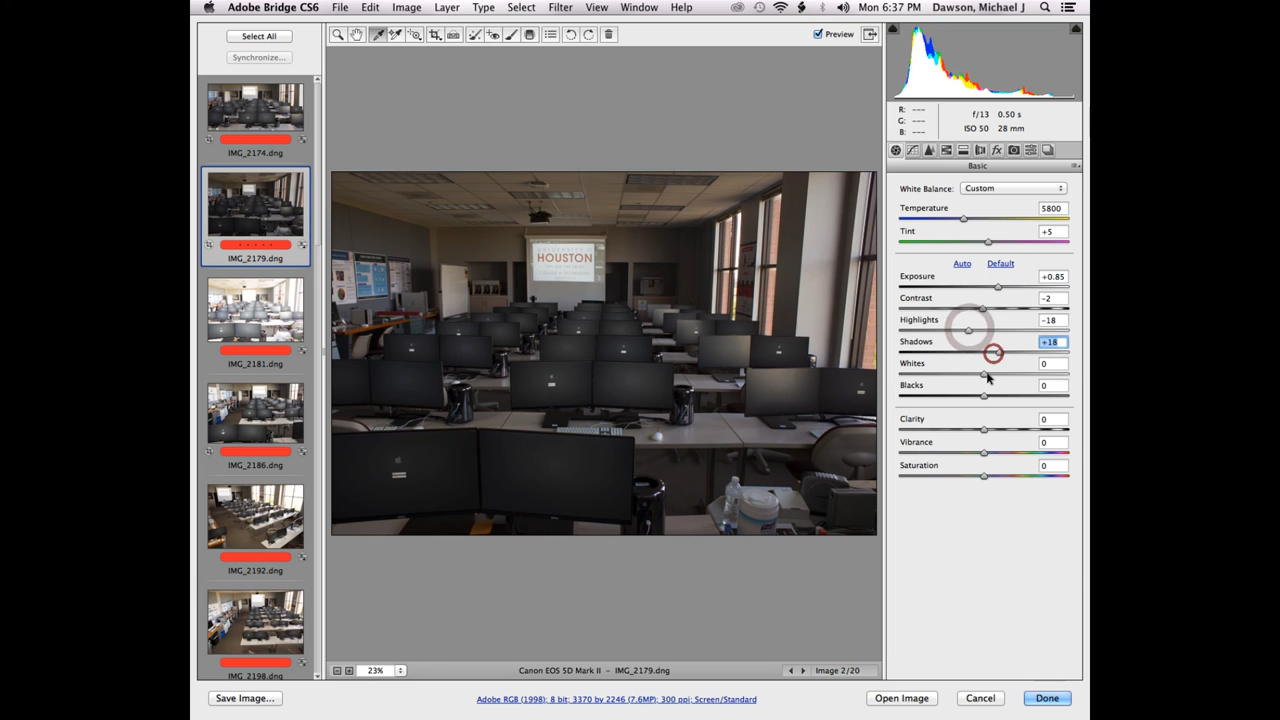 Adobe Bridge CS6 File Edit Image Layer Type Select Filter View Window Help Mon 6:37 PM Dawson, Michael J
Select All
Synchronize...
Preview
IMG_2174.dng
IMG_2179.dng
IMG_2181.dng
IMG_2186.dng
IMG_2192.dng
IMG_2198.dng
HOUSTON
R: ---
G: ---
B: ---
f/13 0.50 s
ISO 50 28 mm
Basic
White Balance: Custom
Temperature 5800
Tint +5
Auto Default
Exposure +0.85
Contrast -2
Highlights -18
Shadows +18
Whites 0
Blacks 0
Clarity 0
Vibrance 0
Saturation 0
23%
Canon EOS 5D Mark II – IMG_2179.dng
Image 2/20
Save Image...
Adobe RGB (1998); 8 bit; 3370 by 2246 (7.6MP); 300 ppi; Screen/Standard
Open Image
Cancel
Done